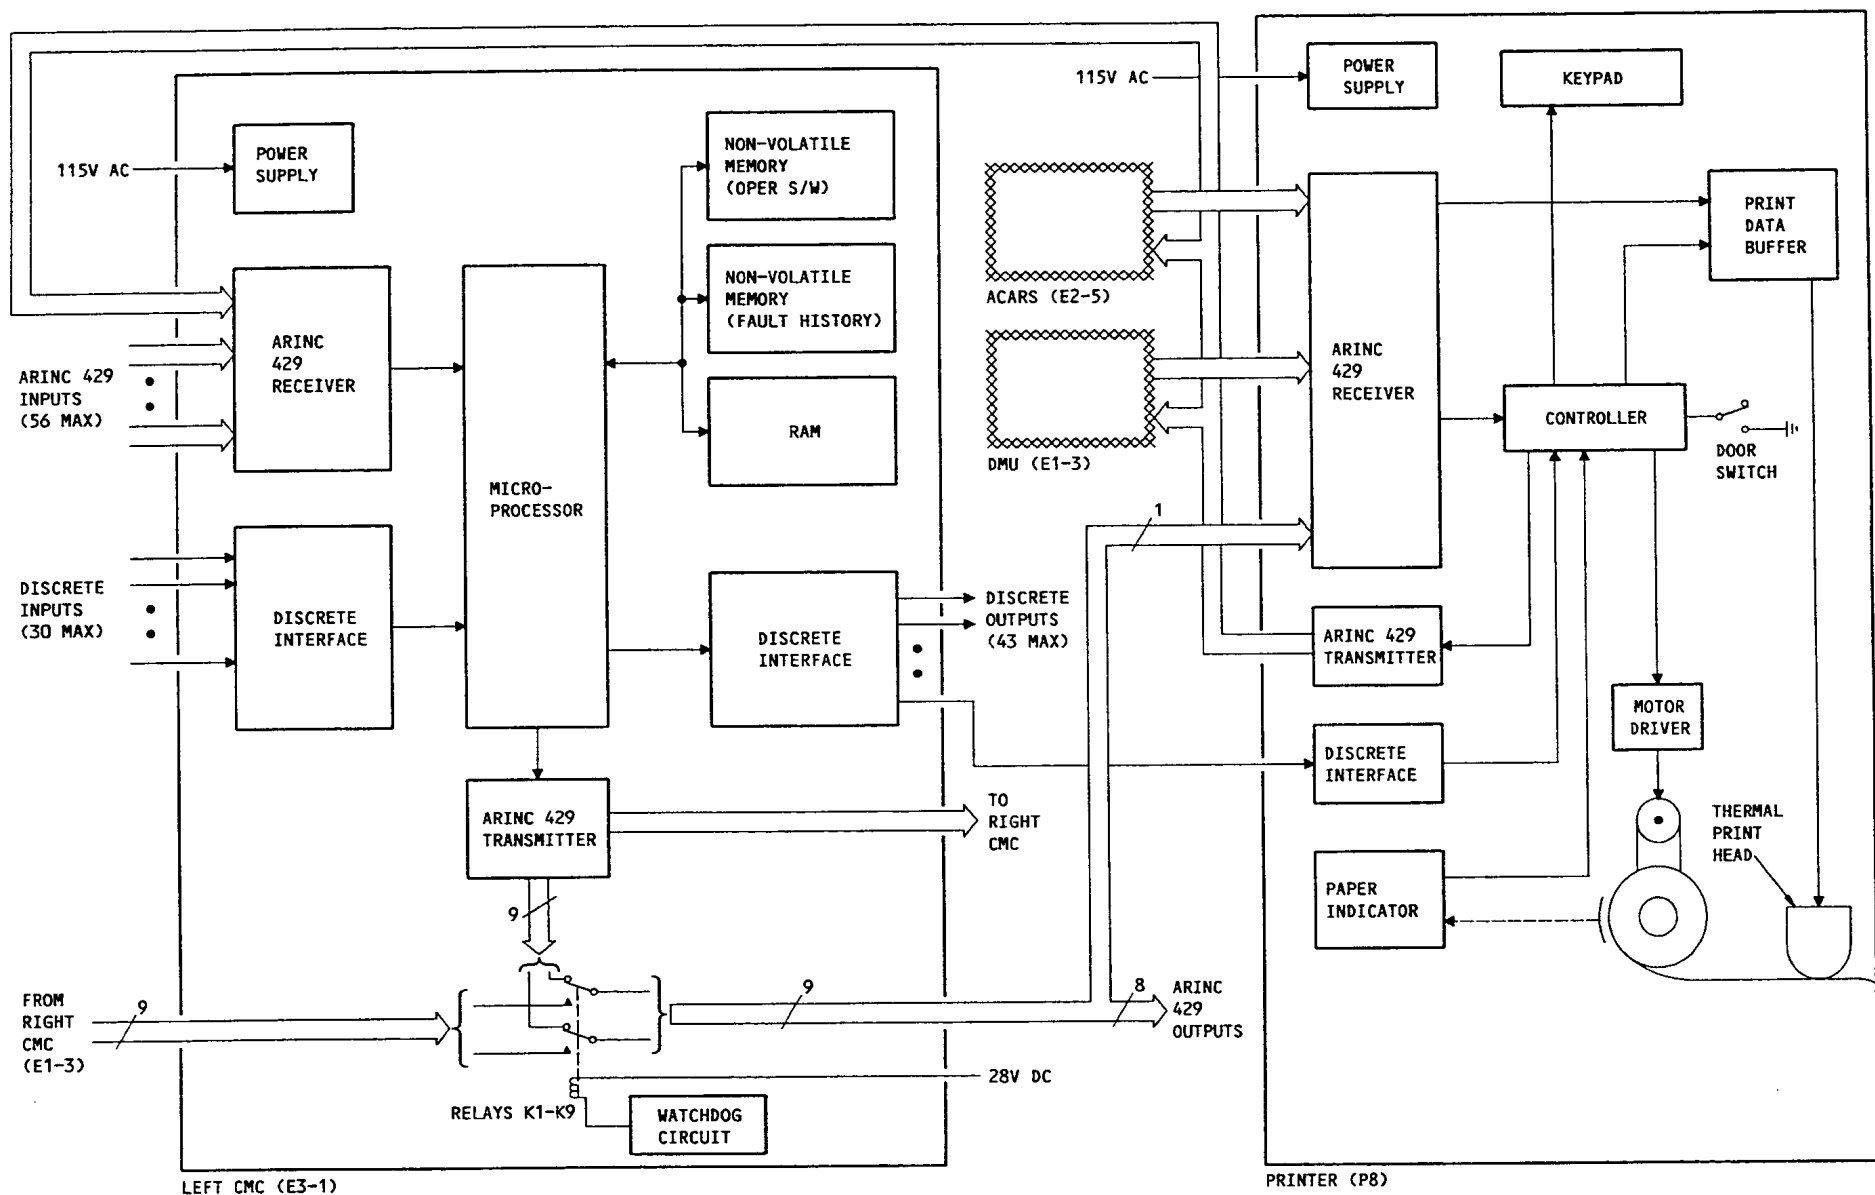 115V AC
POWER
SUPPLY
ARINC
429
RECEIVER
ARINC 429
INPUTS
(56 MAX)
DISCRETE
INPUTS
(30 MAX)
DISCRETE
INTERFACE
MICRO-
PROCESSOR
NON-VOLATILE
MEMORY
(OPER S/W)
NON-VOLATILE
MEMORY
(FAULT HISTORY)
RAM
DISCRETE
INTERFACE
DISCRETE
OUTPUTS
(43 MAX)
ARINC 429
TRANSMITTER
TO
RIGHT
CMC
9
FROM
RIGHT
CMC
(E1-3)
9
9
8
ARINC
429
OUTPUTS
28V DC
RELAYS K1-K9
WATCHDOG
CIRCUIT
LEFT CMC (E3-1)
115V AC
POWER
SUPPLY
KEYPAD
ACARS (E2-5)
DMU (E1-3)
1
ARINC
429
RECEIVER
PRINT
DATA
BUFFER
CONTROLLER
DOOR
SWITCH
ARINC 429
TRANSMITTER
MOTOR
DRIVER
DISCRETE
INTERFACE
THERMAL
PRINT
HEAD
PAPER
INDICATOR
PRINTER (P8)